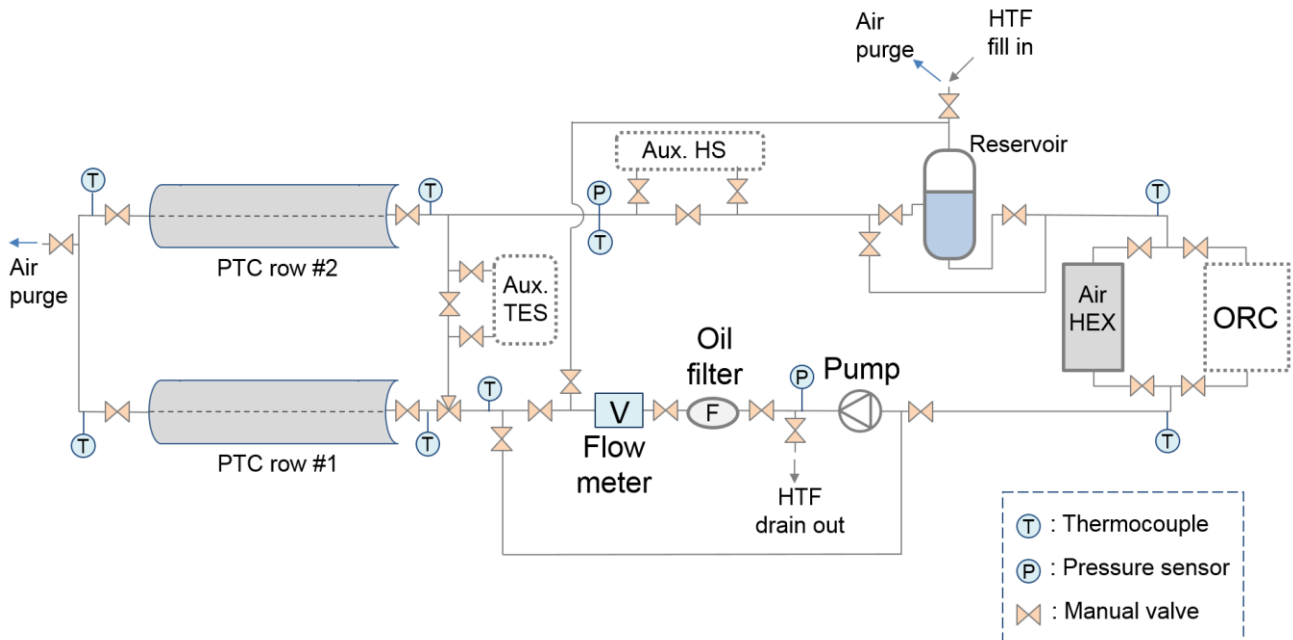 Air
purge
HTF
fill in
Reservoir
Aux. HS
T
T
P
T
T
PTC row #2
Air
purge
Aux.
TES
Air
HEX
ORC
Oil
filter
Pump
P
T
V
F
Flow
meter
T
T
T
PTC row #1
HTF
drain out
T : Thermocouple
P : Pressure sensor
: Manual valve